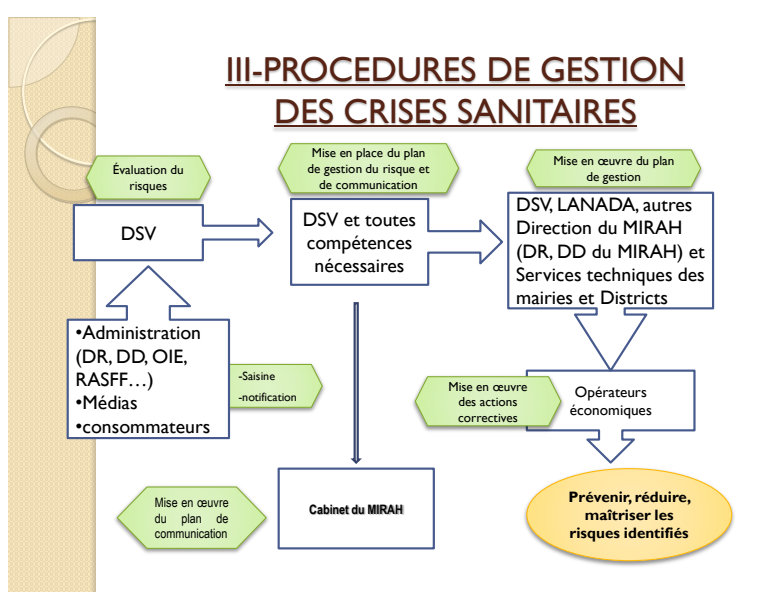 III-PROCEDURES DE GESTION
DES CRISES SANITAIRES
Évaluation du
risques
Mise en place du plan
de gestion du risque et
de communication
Mise en œuvre du plan
de gestion
DSV
DSV et toutes
compétences
nécessaires
DSV, LANADA, autres
Direction du MIRAH
(DR, DD du MIRAH) et
Services techniques des
mairies et Districts
•Administration
(DR, DD, OIE,
RASFF…)
•Médias
•consommateurs
-Saisine
-notification
Mise en œuvre
des actions
correctives
Opérateurs
économiques
Mise en œuvre
du plan de
communication
Cabinet du MIRAH
Prévenir, réduire,
maîtriser les
risques identifiés